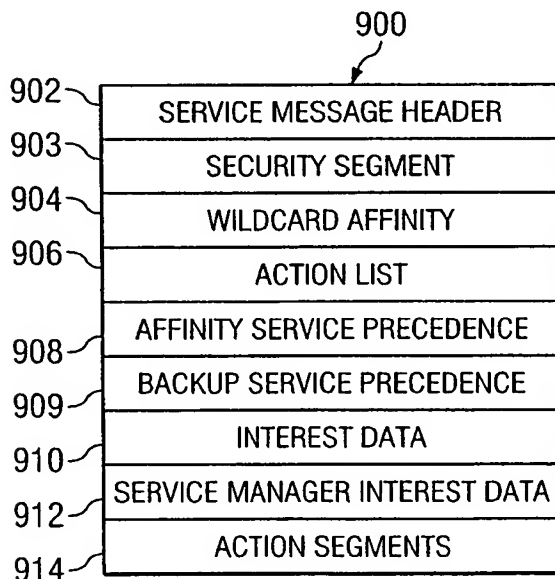 900
902 SERVICE MESSAGE HEADER
903 SECURITY SEGMENT
904 WILDCARD AFFINITY
906 ACTION LIST
908 AFFINITY SERVICE PRECEDENCE
909 BACKUP SERVICE PRECEDENCE
910 INTEREST DATA
912 SERVICE MANAGER INTEREST DATA
914 ACTION SEGMENTS